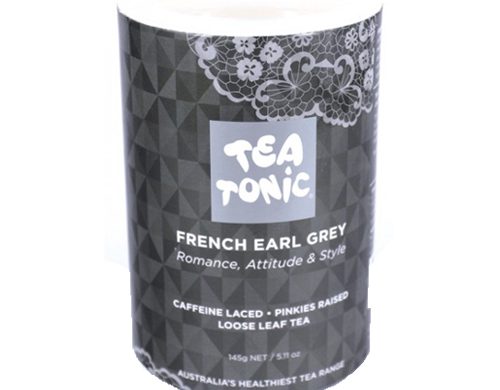 TEA
TONIC
FRENCH EARL GREY
Romance, Attitude & Style
CAFFEINE LACED • PINKIES RAISED
LOOSE LEAF TEA
145g NET / 5.11 oz
AUSTRALIA'S HEALTHIEST TEA RANGE